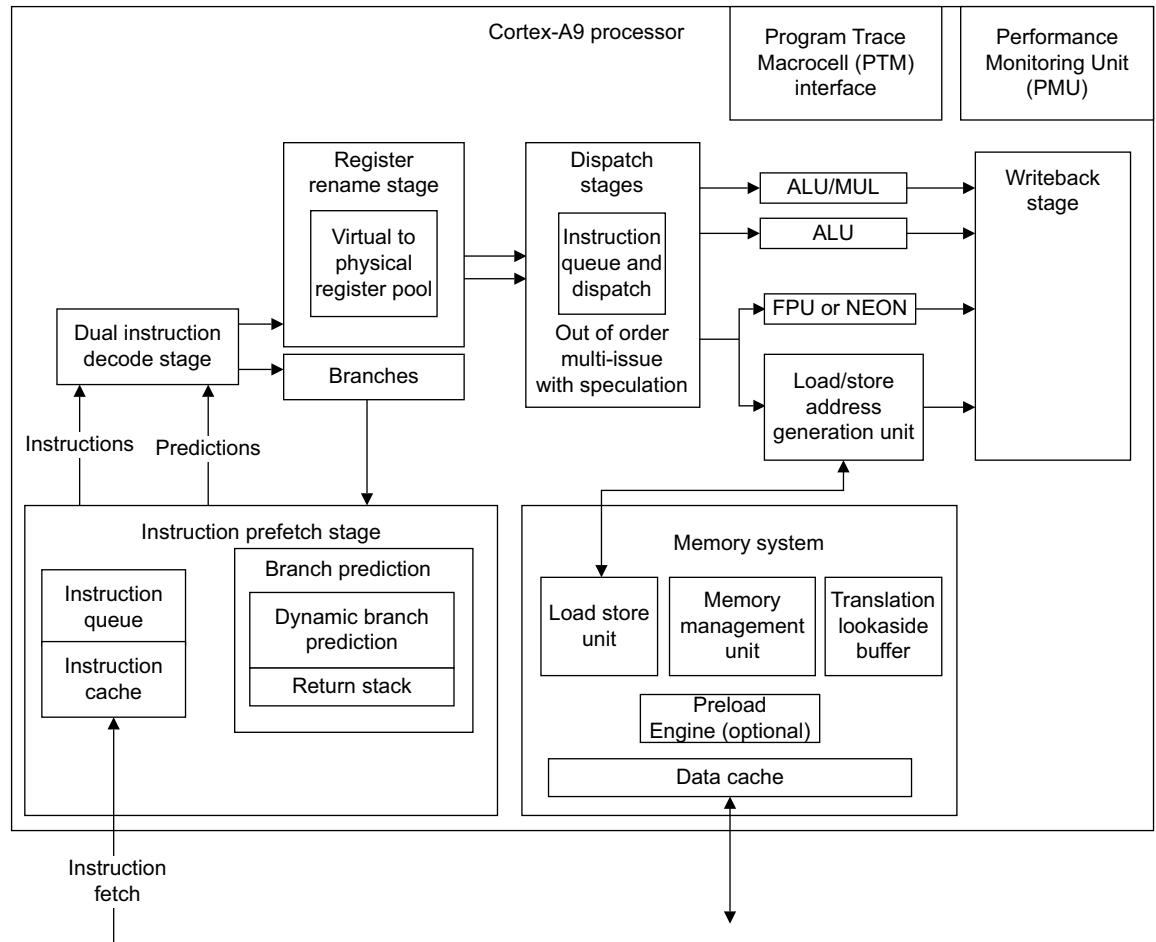 Cortex-A9 processor
Program Trace
Macrocell (PTM)
interface
Performance
Monitoring Unit
(PMU)
Register
rename stage
Virtual to
physical
register pool
Dispatch
stages
Instruction
queue and
dispatch
Out of order
multi-issue
with speculation
ALU/MUL
ALU
FPU or NEON
Load/store
address
generation unit
Writeback
stage
Dual instruction
decode stage
Branches
Instructions
Predictions
Instruction prefetch stage
Instruction
queue
Instruction
cache
Branch prediction
Dynamic branch
prediction
Return stack
Memory system
Load store
unit
Memory
management
unit
Translation
lookaside
buffer
Preload
Engine (optional)
Data cache
Instruction
fetch